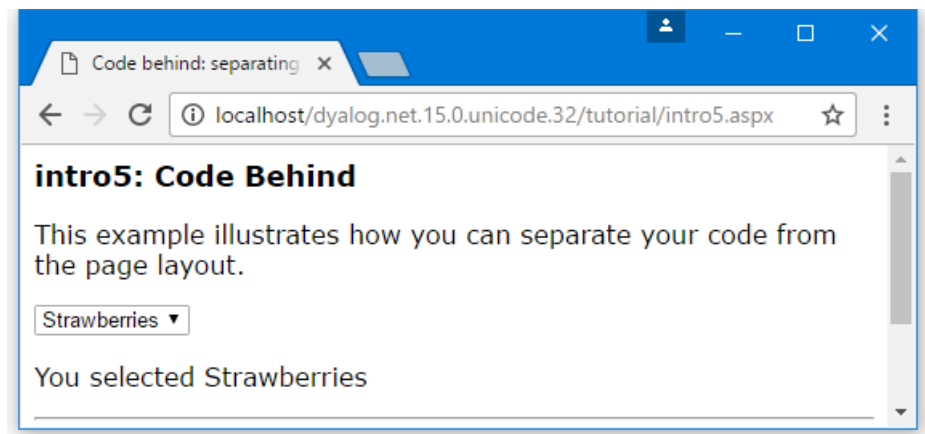 Code behind: separating
localhost/dyalog.net.15.0.unicode.32/tutorial/intro5.aspx
intro5: Code Behind
This example illustrates how you can separate your code from
the page layout.
Strawberries
You selected Strawberries